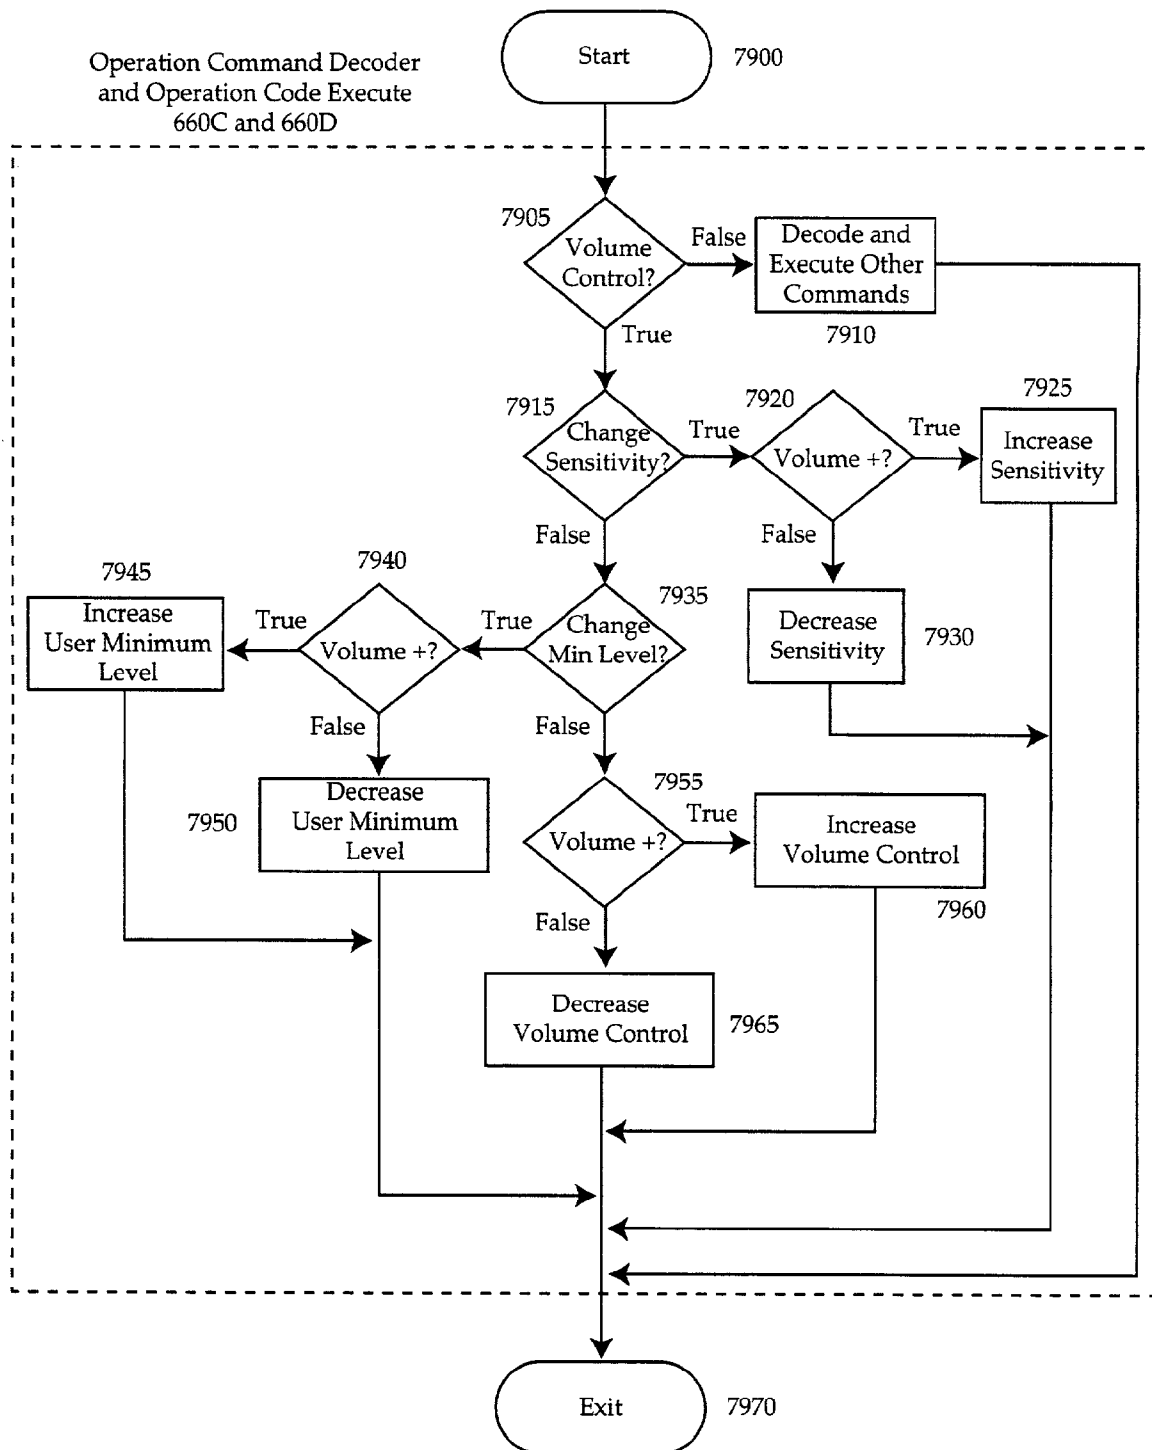 Start
7900
Operation Command Decoder
and Operation Code Execute
660C and 660D
7905
Volume
Control?
False
Decode and
Execute Other
Commands
7910
True
7915
Change
Sensitivity?
True
7920
Volume +?
True
7925
Increase
Sensitivity
False
False
7930
Decrease
Sensitivity
7935
Change
Min Level?
True
7940
Volume +?
True
7945
Increase
User Minimum
Level
False
7950
Decrease
User Minimum
Level
False
7955
Volume +?
True
Increase
Volume Control
7960
False
Decrease
Volume Control
7965
Exit
7970